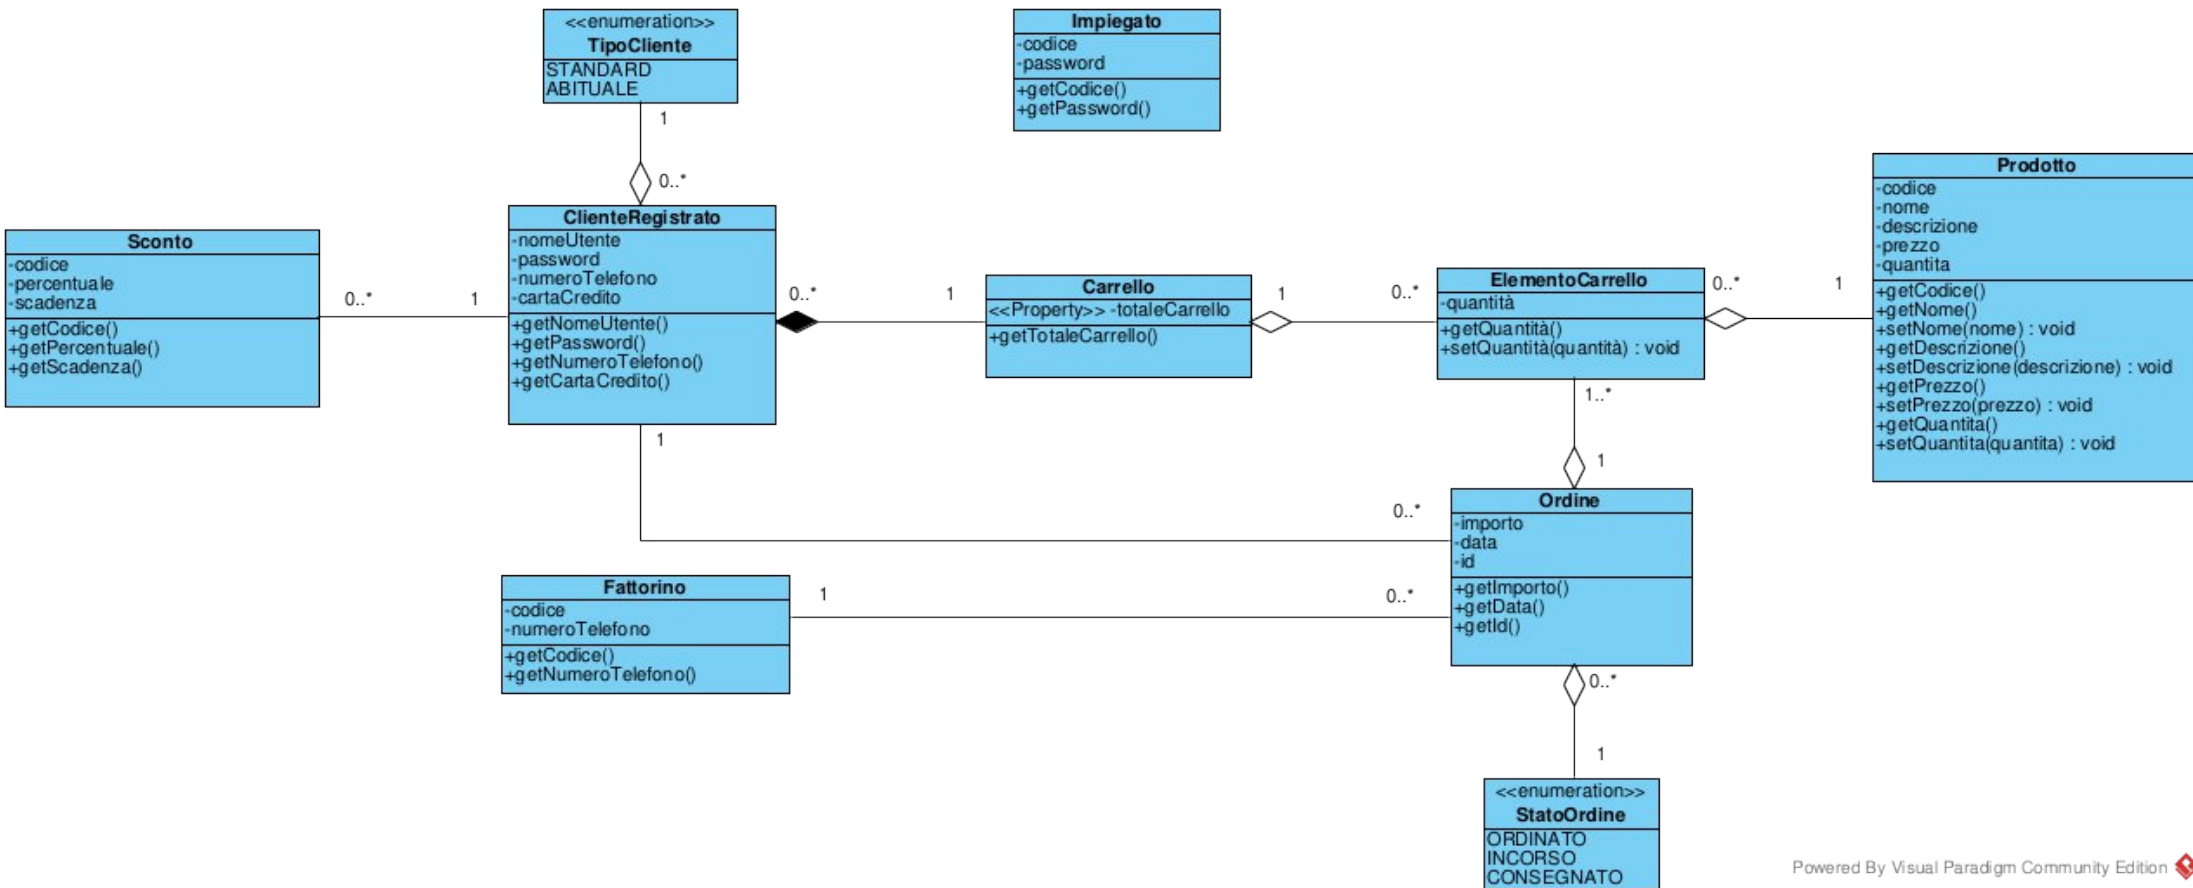 <<enumeration>>
TipoCliente
STANDARD
ABITUALE
1
0..*
Impiegato
-codice
-password
+getCodice()
+getPassword()
Sconto
-codice
-percentuale
-scadenza
+getCodice()
+getPercentuale()
+getScadenza()
0..*
1
ClienteRegistrato
-nomeUtente
-password
-numeroTelefono
-cartaCredito
+getNomeUtente()
+getPassword()
+getNumeroTelefono()
+getCartaCredito()
0..*
1
Carrello
<<Property>> -totaleCarrello
+getTotaleCarrello()
1
0..*
ElementoCarrello
-quantità
+getQuantità()
+setQuantità(quantità) : void
0..*
1
Prodotto
-codice
-nome
-descrizione
-prezzo
-quantita
+getCodice()
+getNome()
+setNome(nome) : void
+getDescrizione()
+setDescrizione(descrizione) : void
+getPrezzo()
+setPrezzo(prezzo) : void
+getQuantita()
+setQuantita(quantita) : void
1..*
1
1
0..*
Ordine
-importo
-data
-id
+getImporto()
+getData()
+getId()
Fattorino
-codice
-numeroTelefono
+getCodice()
+getNumeroTelefono()
1
0..*
0..*
1
<<enumeration>>
StatoOrdine
ORDINATO
INCORSO
CONSEGNATO
Powered By Visual Paradigm Community Edition